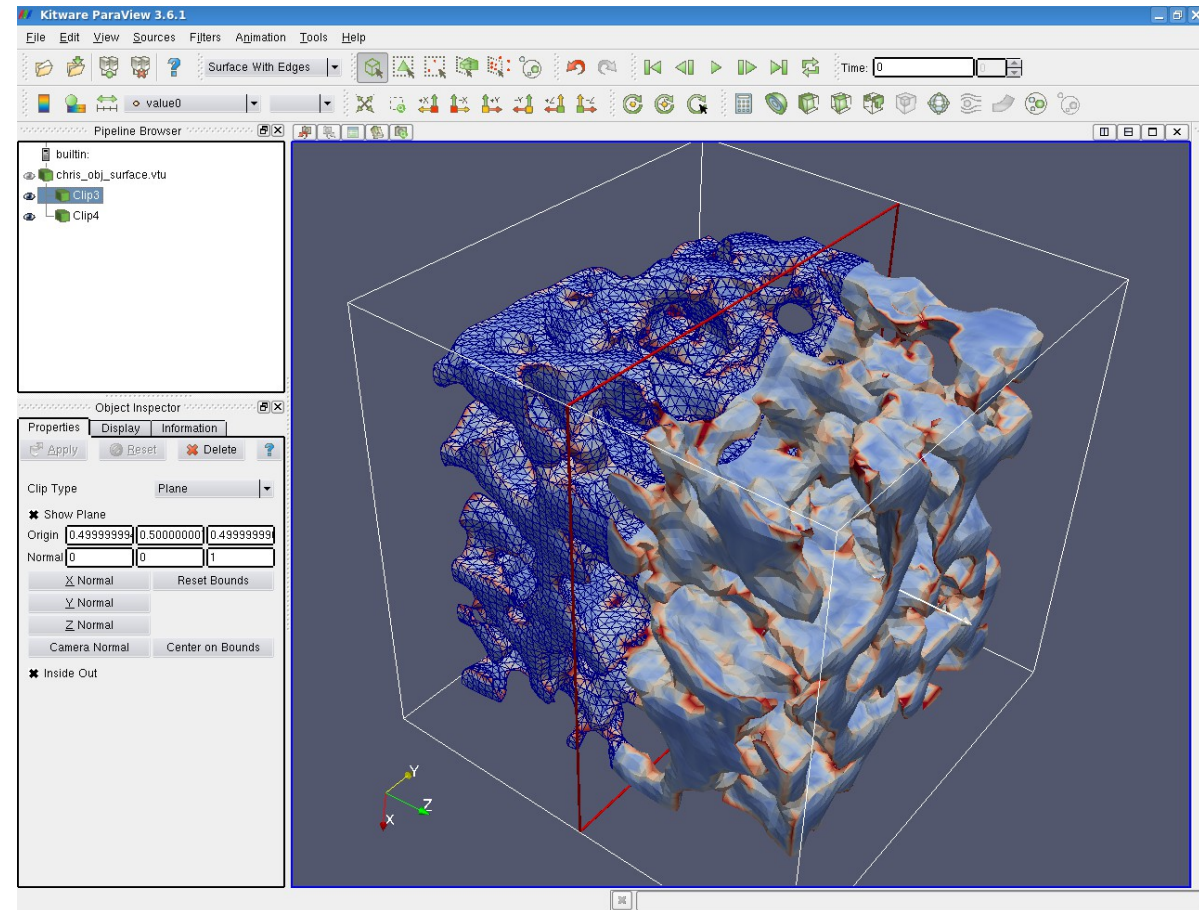 Kitware ParaView 3.6.1
File Edit View Sources Filters Animation Tools Help
Surface With Edges Time: 0 0
value0
Pipeline Browser
builtin:
chris_obj_surface.vtu
Clip3
Clip4
Object Inspector
Properties Display Information
Apply Reset Delete ?
Clip Type Plane
Show Plane
Origin 0.49999999 0.50000000 0.49999999
Normal 0 0 1
X Normal Reset Bounds
Y Normal
Z Normal
Camera Normal Center on Bounds
Inside Out
Y
Z
X